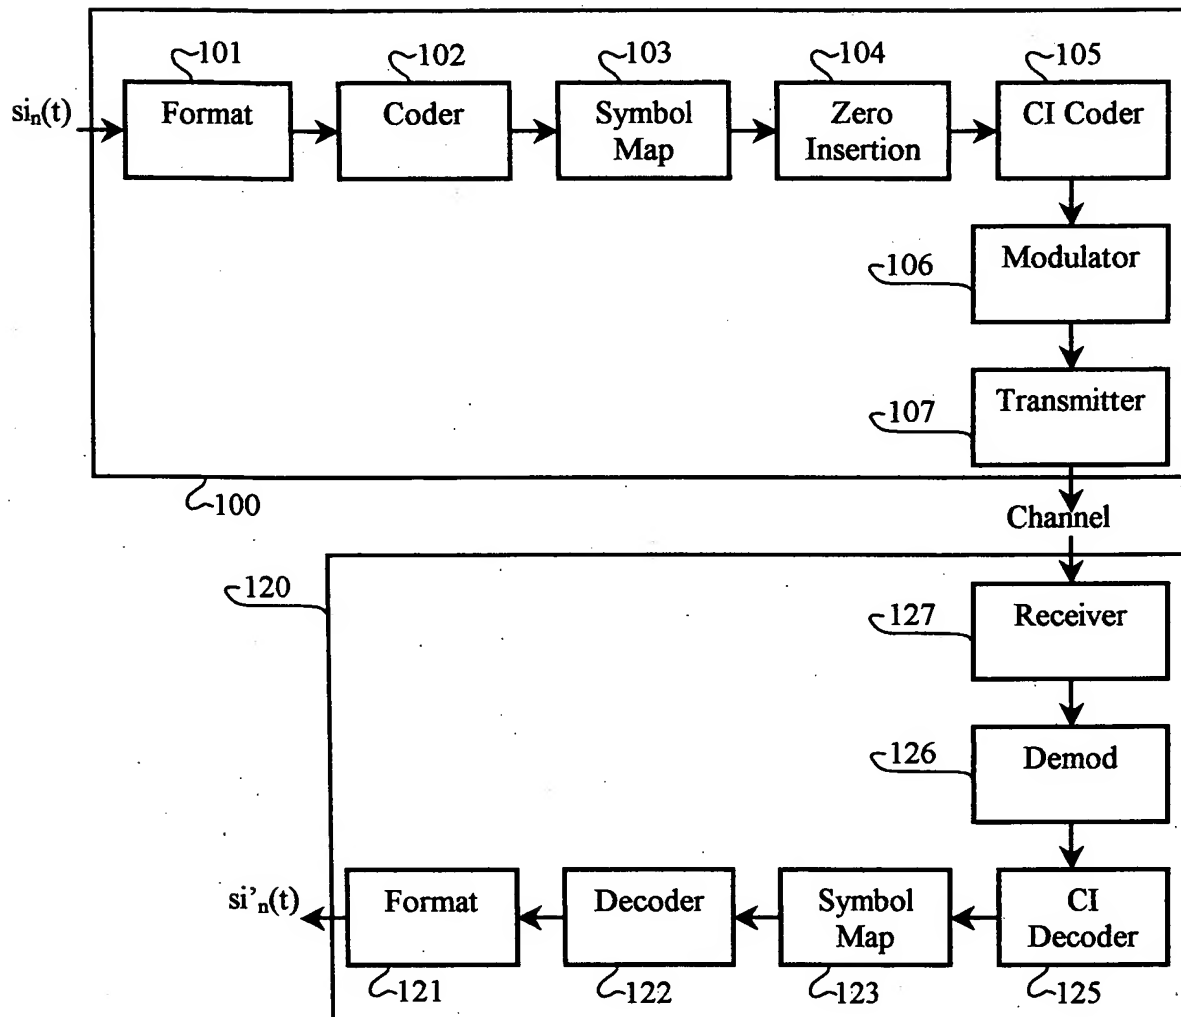 101
102
103
104
105
si_n(t)
Format
Coder
Symbol
Map
Zero
Insertion
CI Coder
106
Modulator
107
Transmitter
100
Channel
120
127
Receiver
126
Demod
si'_n(t)
Format
Decoder
Symbol
Map
CI
Decoder
121
122
123
125